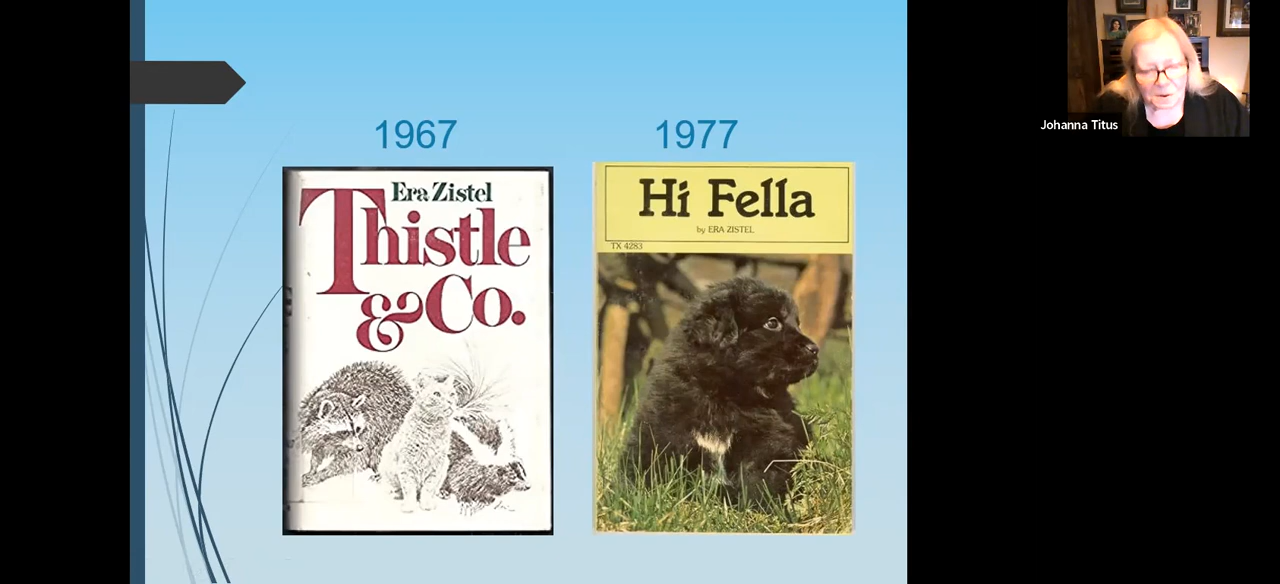 1967
1977
Era Zistel
Thistle
& Co.
Hi Fella
by ERA ZISTEL
TX 4283
Johanna Titus